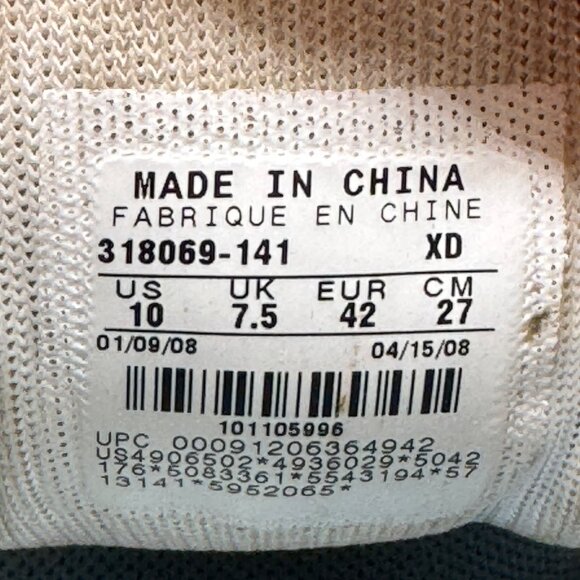 MADE IN CHINA
FABRIQUE EN CHINE
318069-141 XD
US UK EUR CM
10 7.5 42 27
01/09/08 04/15/08
101105996
UPC 00091206364942
US4906502*4936029*5042
176*5083361*5543194*57
13141*5952065*